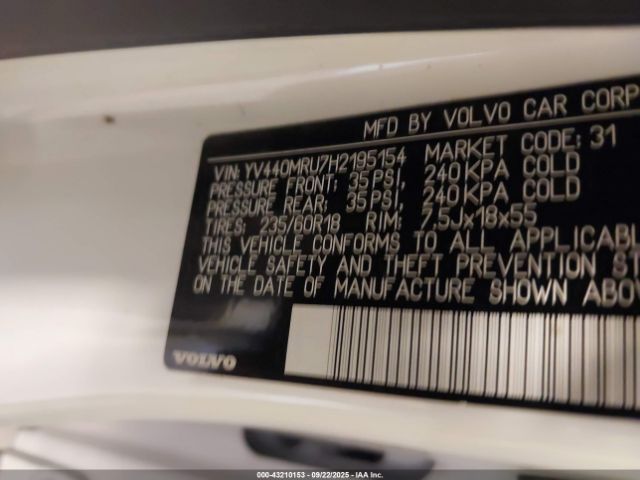 MFD BY VOLVO CAR CORP
VIN: YV440MRU7H2195154 MARKET CODE: 31
PRESSURE FRONT: 35 PSI, 240 KPA COLD
PRESSURE REAR: 35 PSI, 240 KPA COLD
TIRES: 235/60R18 RIM: 7,5Jx18x55
THIS VEHICLE CONFORMS TO ALL APPLICABL
VEHICLE SAFETY AND THEFT PREVENTION ST
ON THE DATE OF MANUFACTURE SHOWN ABO
VOLVO
000-43210153 - 09/22/2025 - IAA Inc.